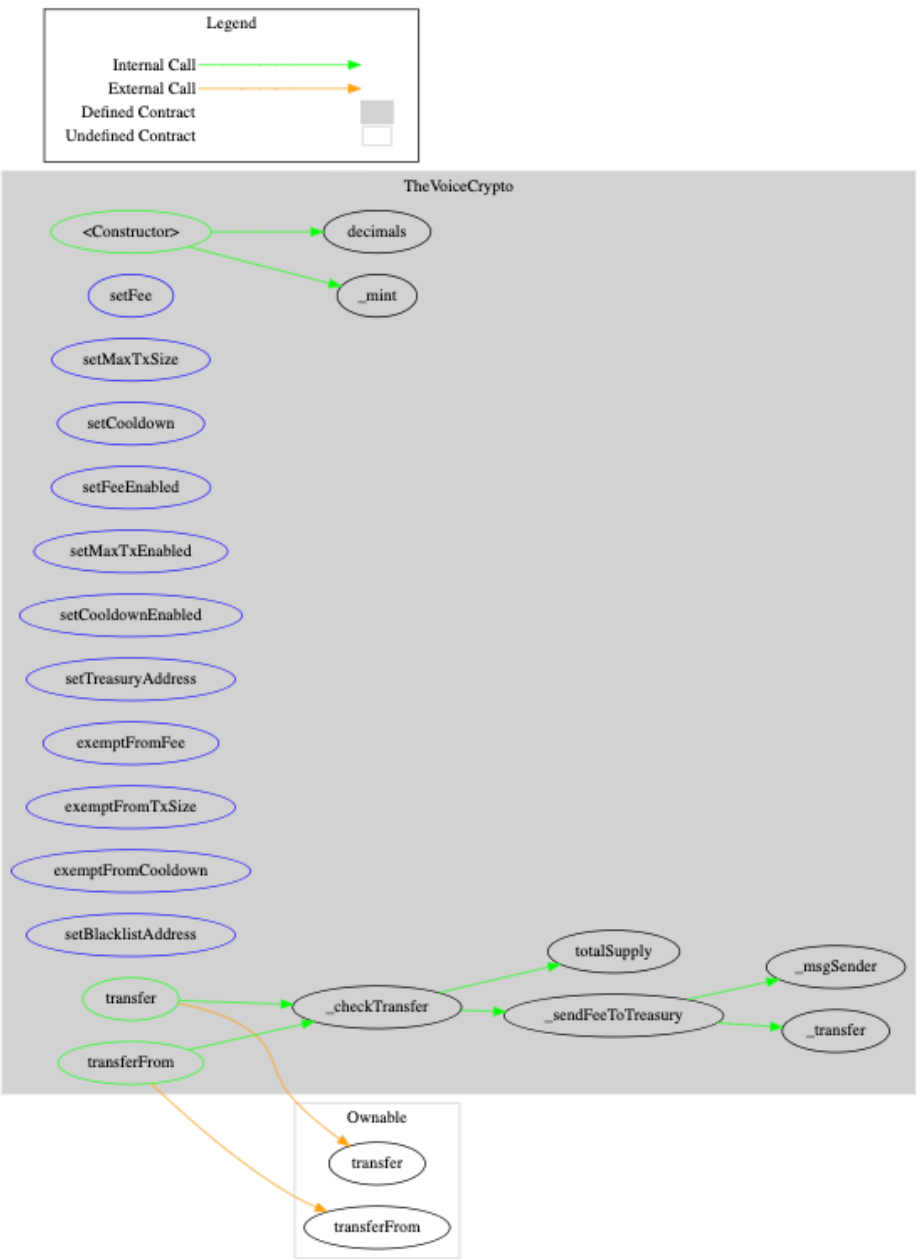 Legend
Internal Call
External Call
Defined Contract
Undefined Contract
TheVoiceCrypto
<Constructor>
decimals
_mint
setFee
setMaxTxSize
setCooldown
setFeeEnabled
setMaxTxEnabled
setCooldownEnabled
setTreasuryAddress
exemptFromFee
exemptFromTxSize
exemptFromCooldown
setBlacklistAddress
totalSupply
_msgSender
transfer
_checkTransfer
_sendFeeToTreasury
_transfer
transferFrom
Ownable
transfer
transferFrom